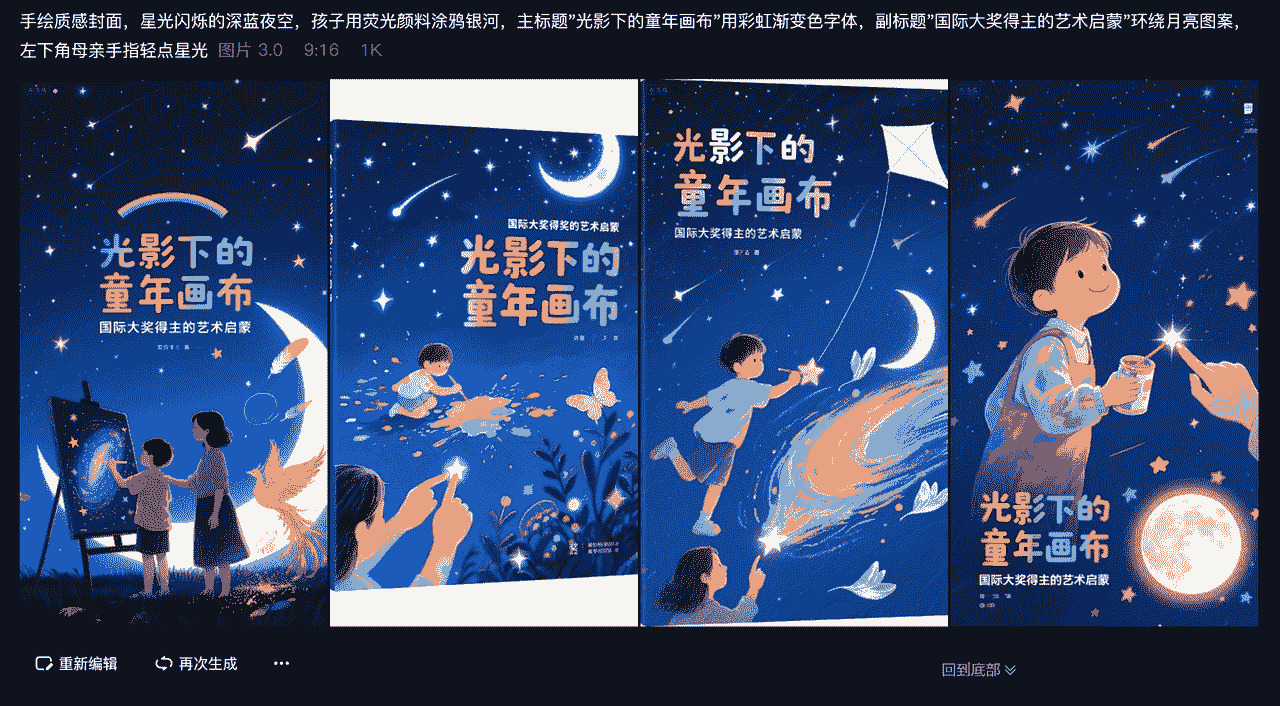 手绘质感封面，星光闪烁的深蓝夜空，孩子用荧光颜料涂鸦银河，主标题”光影下的童年画布”用彩虹渐变色字体，副标题”国际大奖得主的艺术启蒙”环绕月亮图案，
左下角母亲手指轻点星光 图片 3.0 9:16 1K
光影下的
童年画布
国际大奖得主的艺术启蒙
国际大奖得奖的艺术启蒙
光影下的
童年画布
光影下的
童年画布
国际大奖得主的艺术启蒙
光影下的
童年画布
国际大奖得主的艺术启蒙
重新编辑 再次生成 ···
回到底部